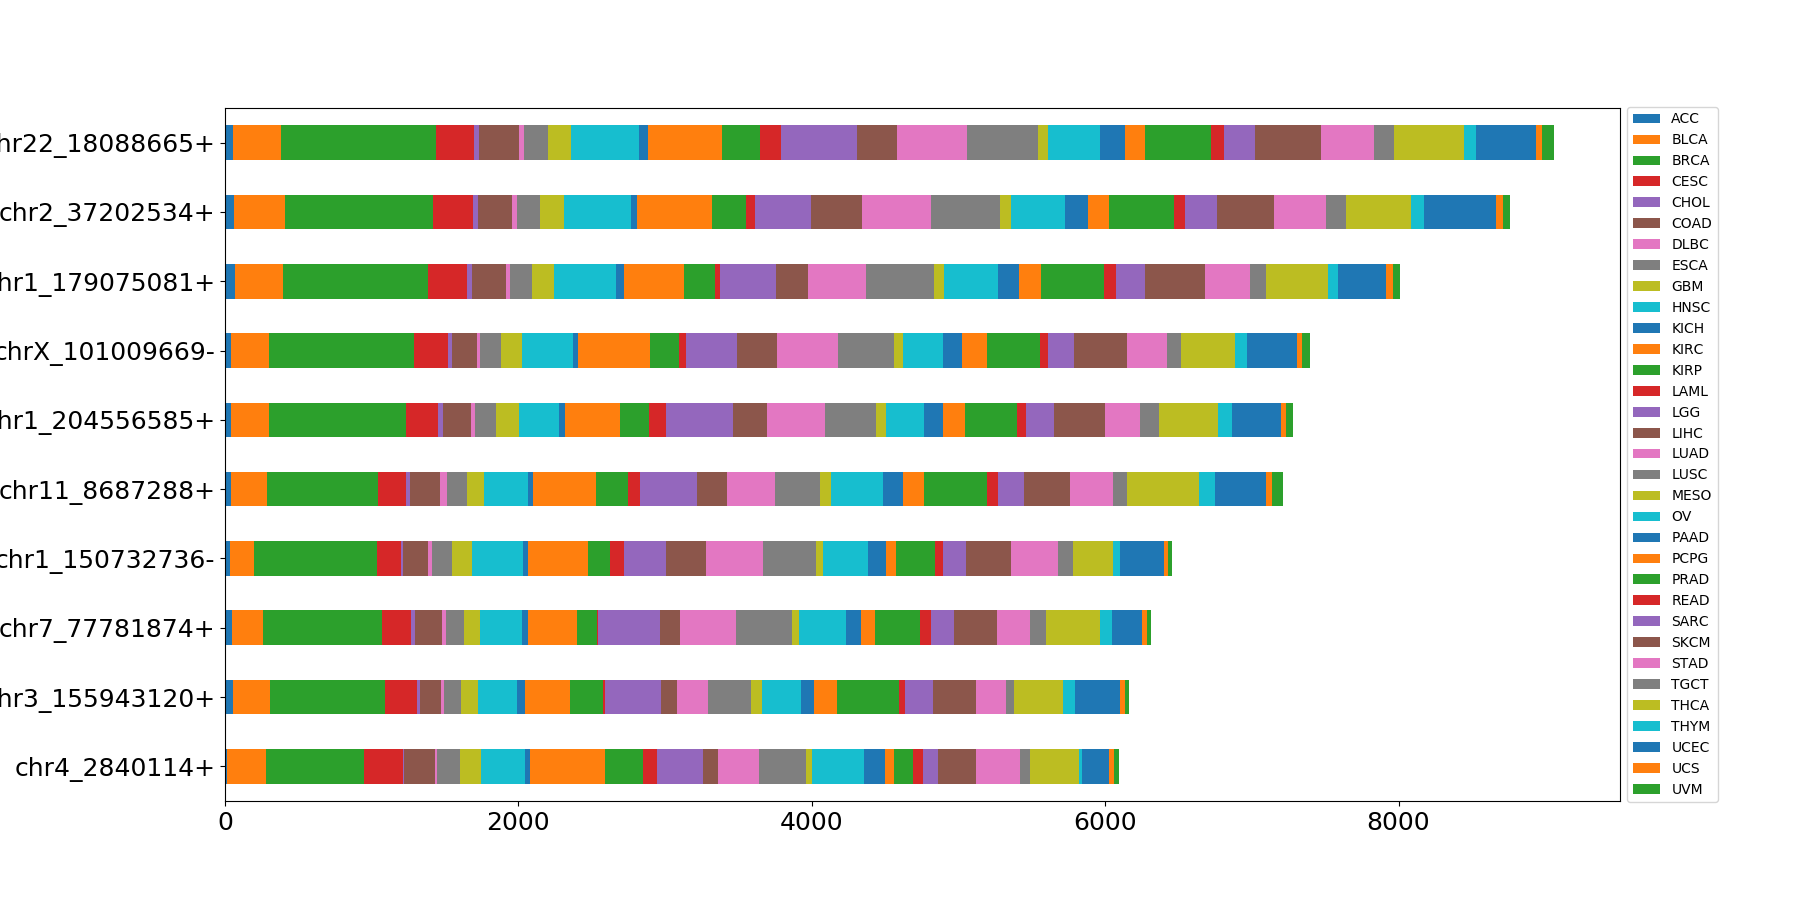 hr22_18088665+
chr2_37202534+
hr1_179075081+
chrX_101009669-
hr1_204556585+
chr11_8687288+
chr1_150732736-
chr7_77781874+
hr3_155943120+
chr4_2840114+
0 2000 4000 6000 8000
ACC
BLCA
BRCA
CESC
CHOL
COAD
DLBC
ESCA
GBM
HNSC
KICH
KIRC
KIRP
LAML
LGG
LIHC
LUAD
LUSC
MESO
OV
PAAD
PCPG
PRAD
READ
SARC
SKCM
STAD
TGCT
THCA
THYM
UCEC
UCS
UVM